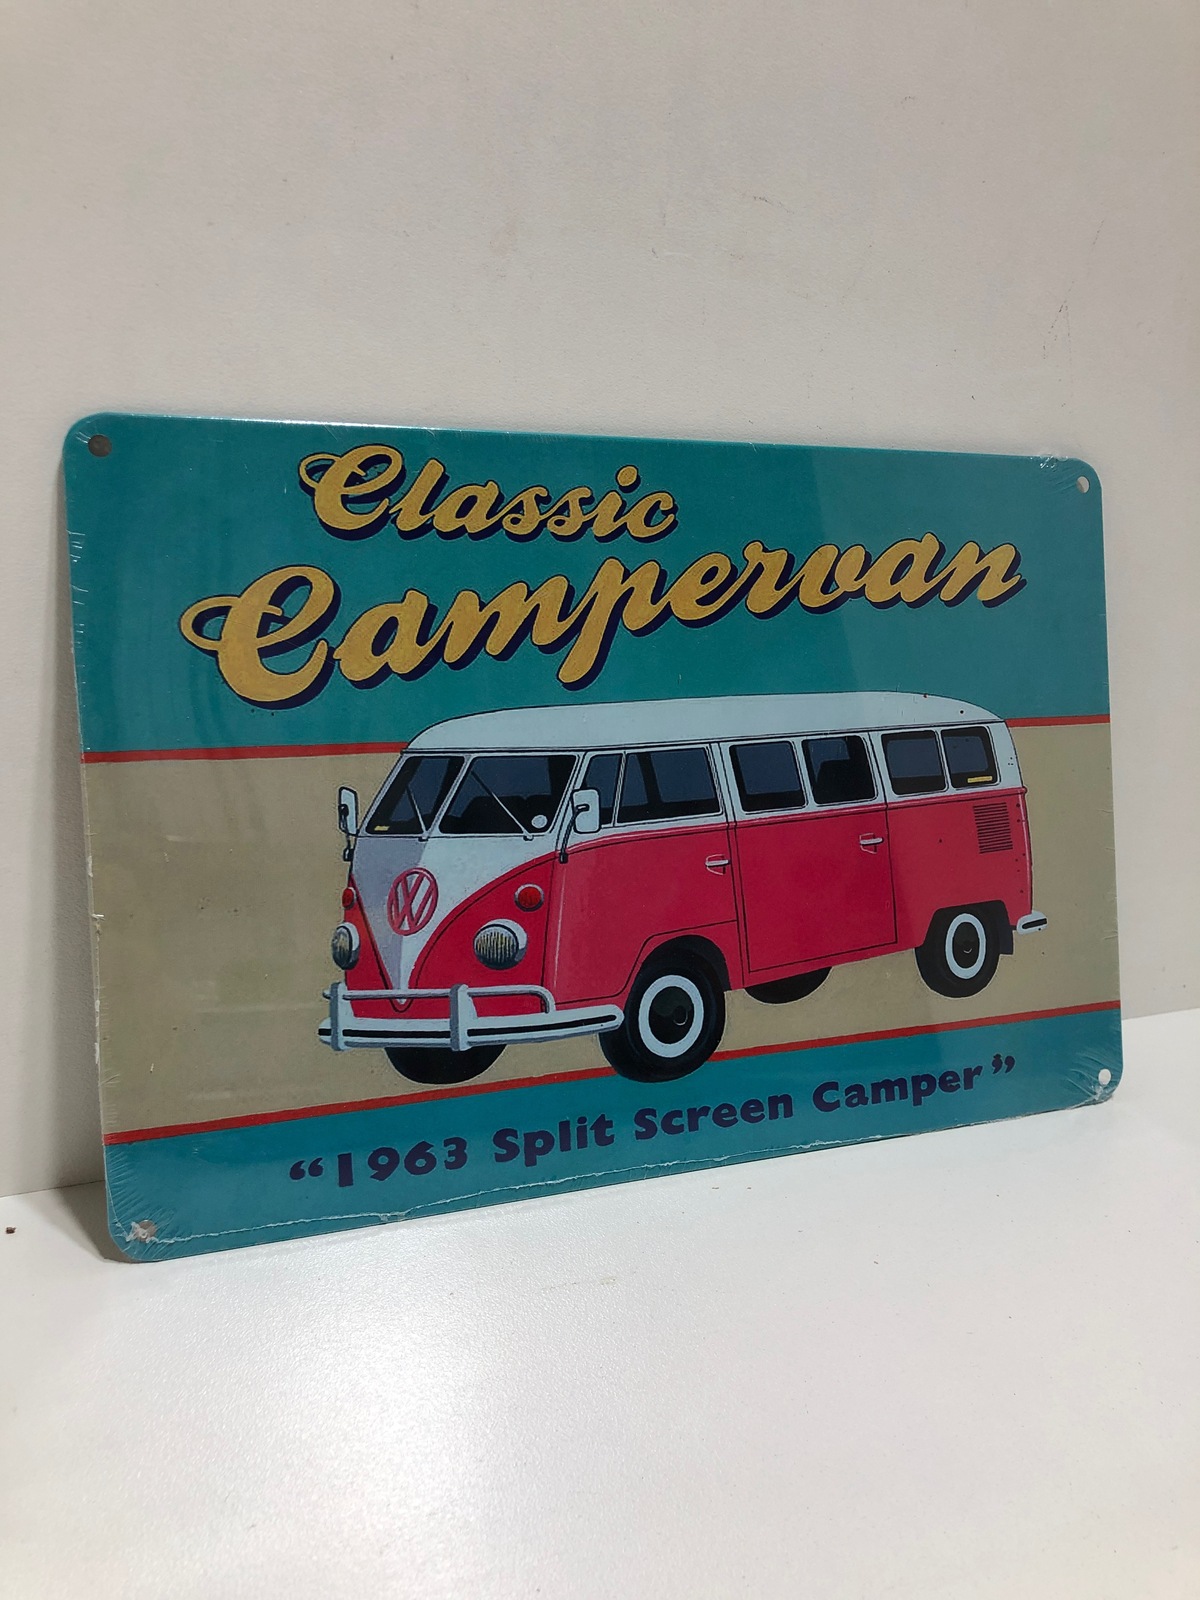 Classic
Campervan
VW
“1963 Split Screen Camper”